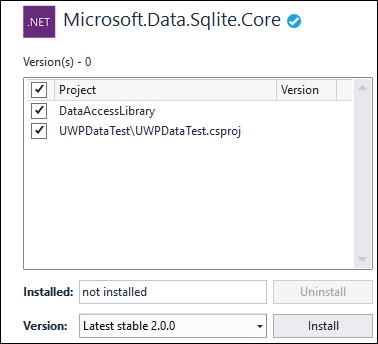 .NET Microsoft.Data.Sqlite.Core
Version(s) - 0
Project Version
DataAccessLibrary
UWPDataTest\UWPDataTest.csproj
Installed: not installed Uninstall
Version: Latest stable 2.0.0 Install